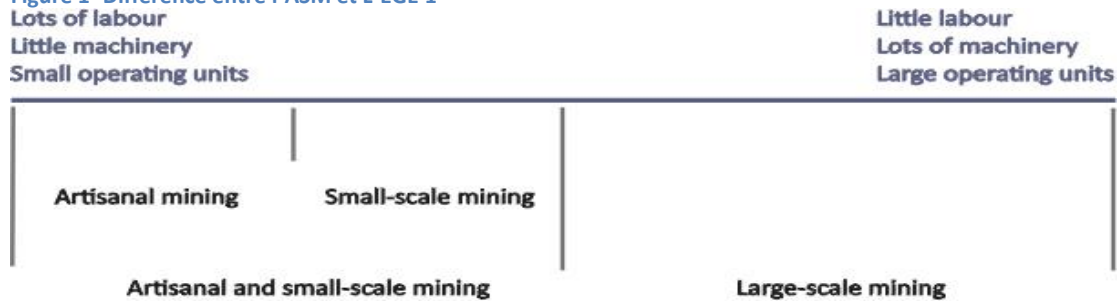 Figure 1- Différence entre l'ASM et
Lots of labour
Little machinery
Small operating units
Little labour
Lots of machinery
Large operating units
Artisanal mining
Small-scale mining
Artisanal and small-scale mining
Large-scale mining